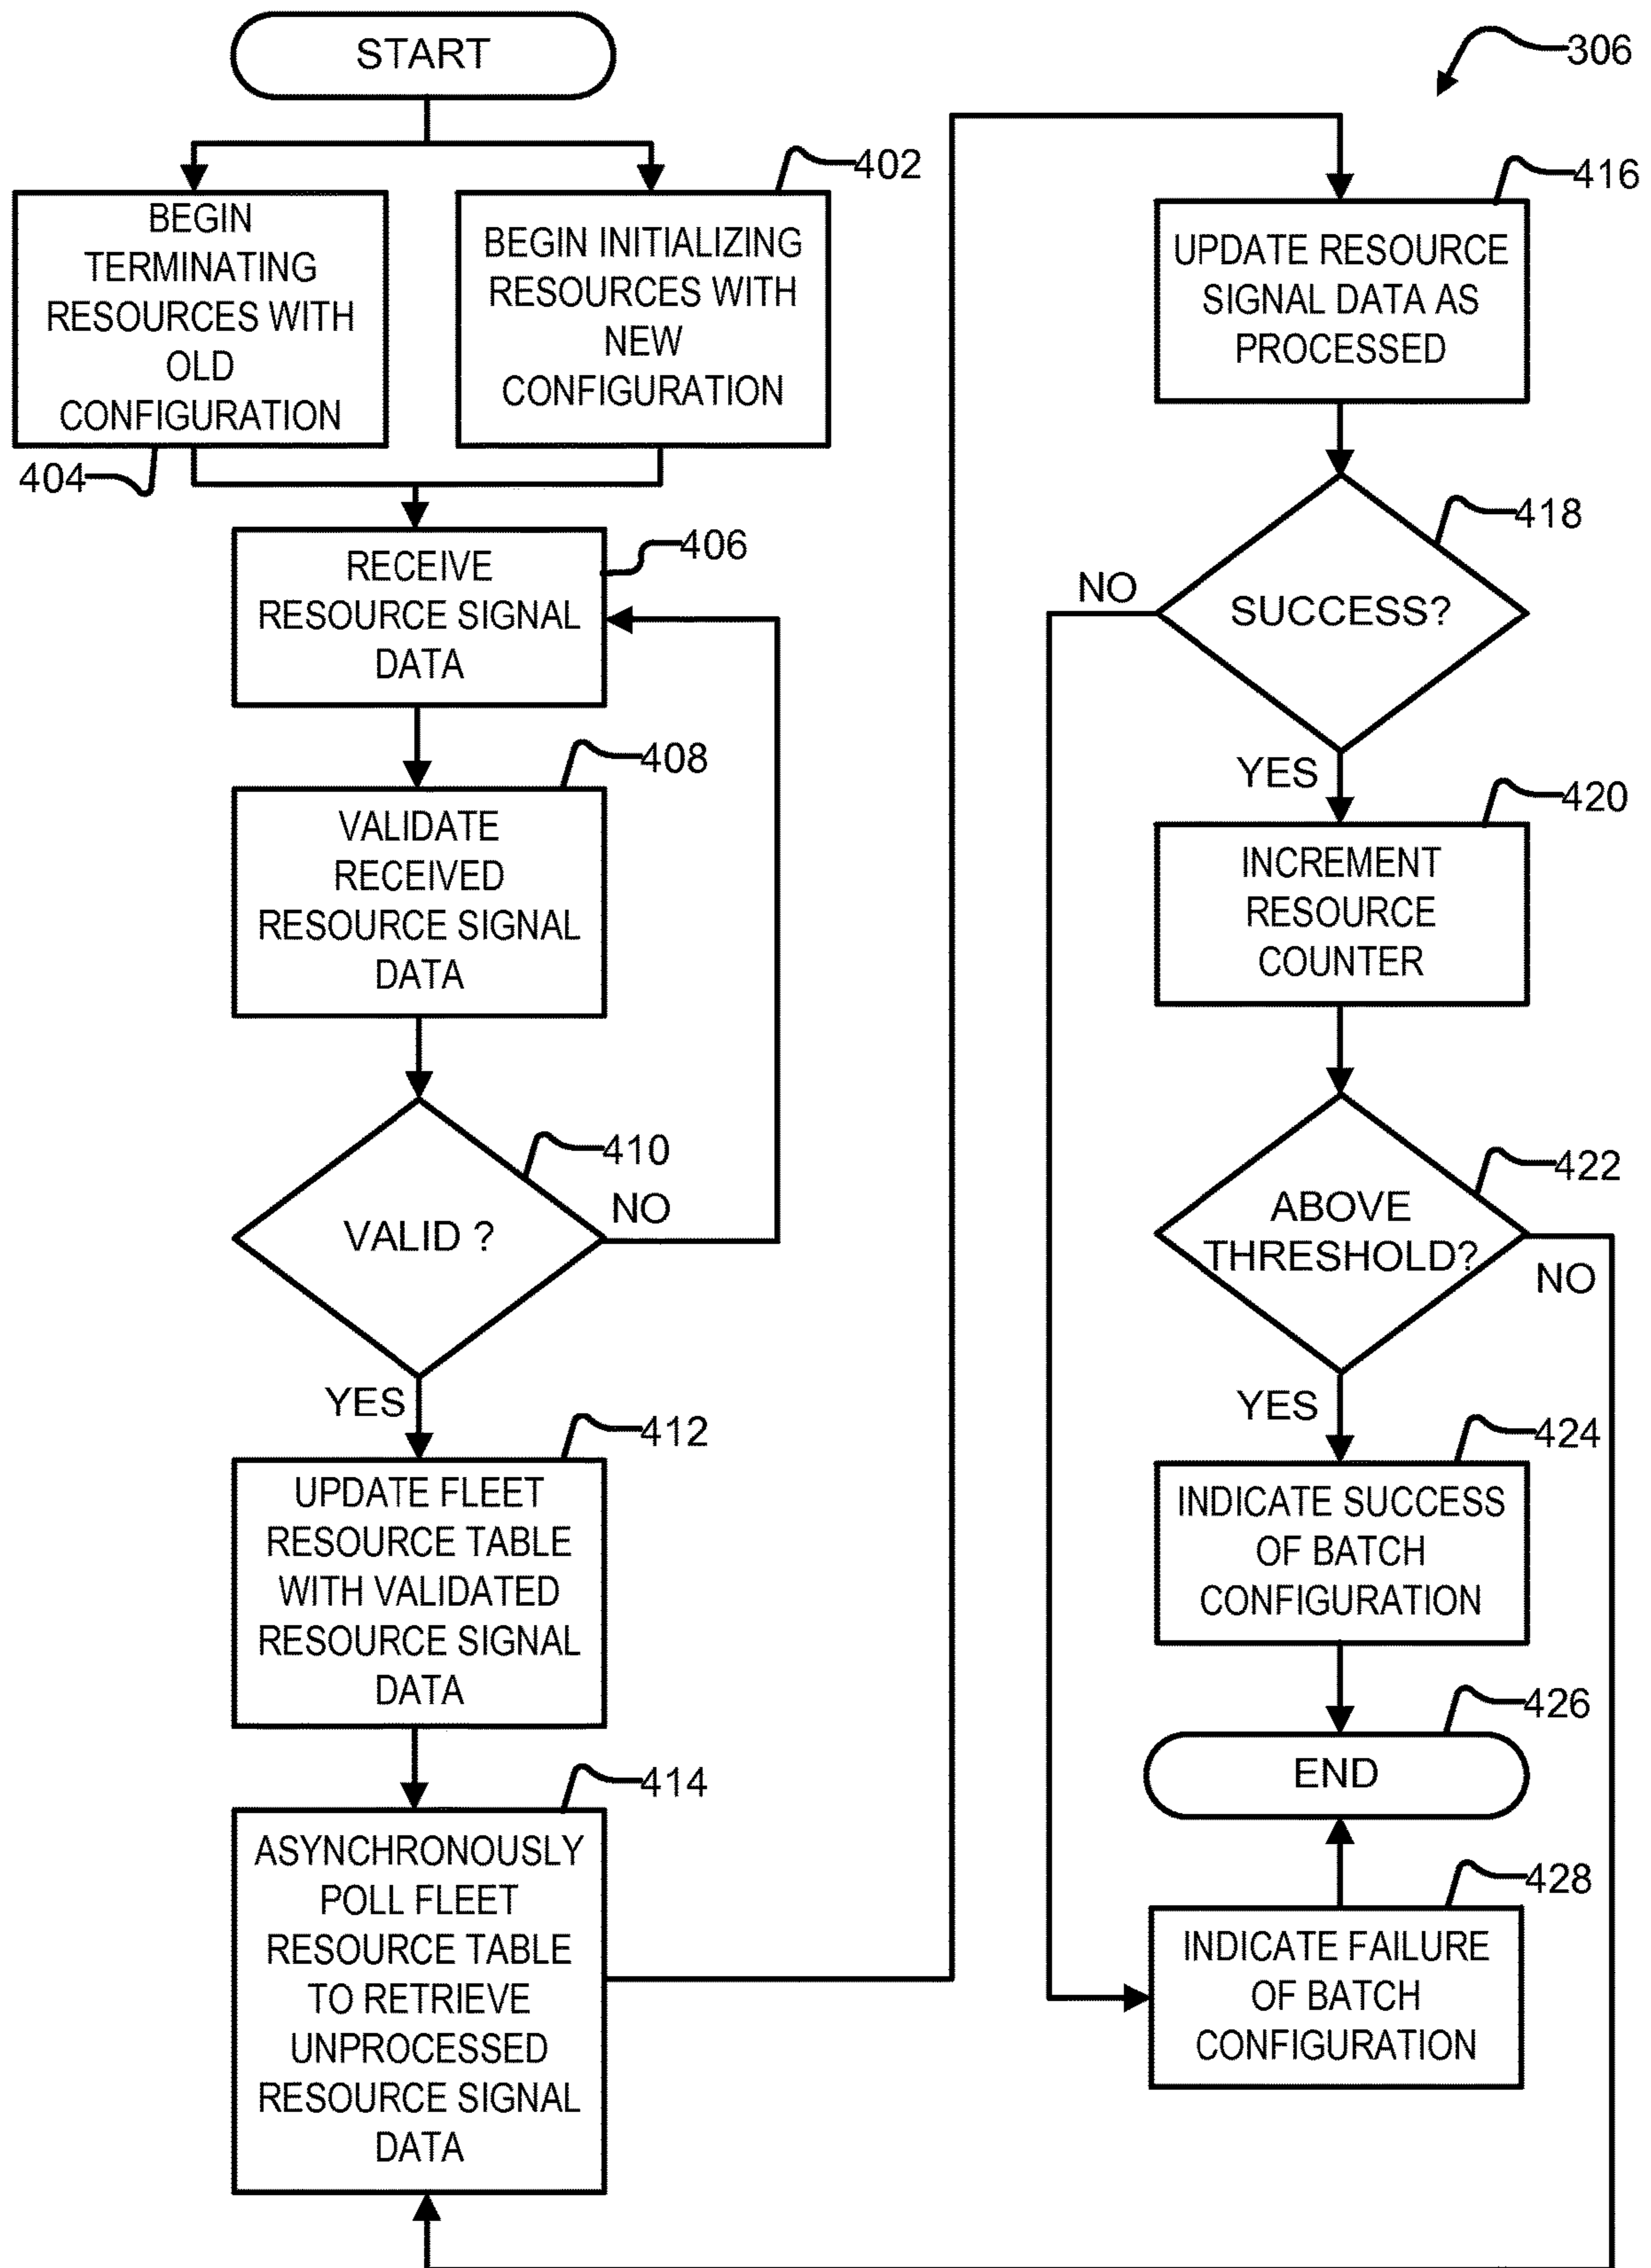 START
306
402
BEGIN
TERMINATING
RESOURCES WITH
OLD
CONFIGURATION
404
BEGIN INITIALIZING
RESOURCES WITH
NEW
CONFIGURATION
RECEIVE
RESOURCE SIGNAL
DATA
406
VALIDATE
RECEIVED
RESOURCE SIGNAL
DATA
408
VALID ?
410
NO
YES
UPDATE FLEET
RESOURCE TABLE
WITH VALIDATED
RESOURCE SIGNAL
DATA
412
ASYNCHRONOUSLY
POLL FLEET
RESOURCE TABLE
TO RETRIEVE
UNPROCESSED
RESOURCE SIGNAL
DATA
414
UPDATE RESOURCE
SIGNAL DATA AS
PROCESSED
416
SUCCESS?
418
NO
YES
INCREMENT
RESOURCE
COUNTER
420
ABOVE
THRESHOLD?
422
NO
YES
INDICATE SUCCESS
OF BATCH
CONFIGURATION
424
END
426
INDICATE FAILURE
OF BATCH
CONFIGURATION
428